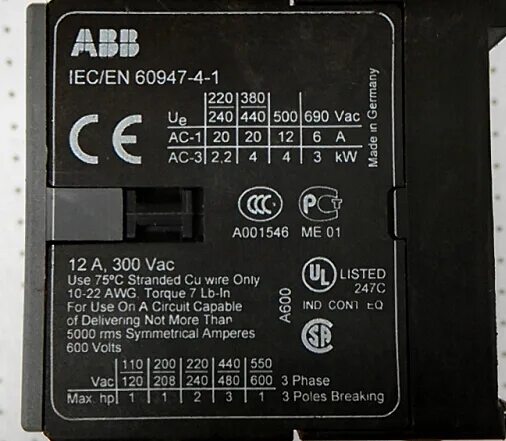 ABB
IEC/EN 60947-4-1
220 380
Ue 240 440 500 690 Vac
AC-1 20 20 12 6 A
AC-3 2.2 4 4 3 kW
Made in Germany
CE
CCC PCT
A001546 ME 01
12 A, 300 Vac
Use 75°C Stranded Cu wire Only
10-22 AWG. Torque 7 Lb-In
For Use On A Circuit Capable
of Delivering Not More Than
5000 rms Symmetrical Amperes
600 Volts
A600
UL LISTED
247C
IND CONT EQ
SA
110 200 220 440 550
Vac 120 208 240 480 600 3 Phase
Max. hp 1 1 2 3 1 3 Poles Breaking